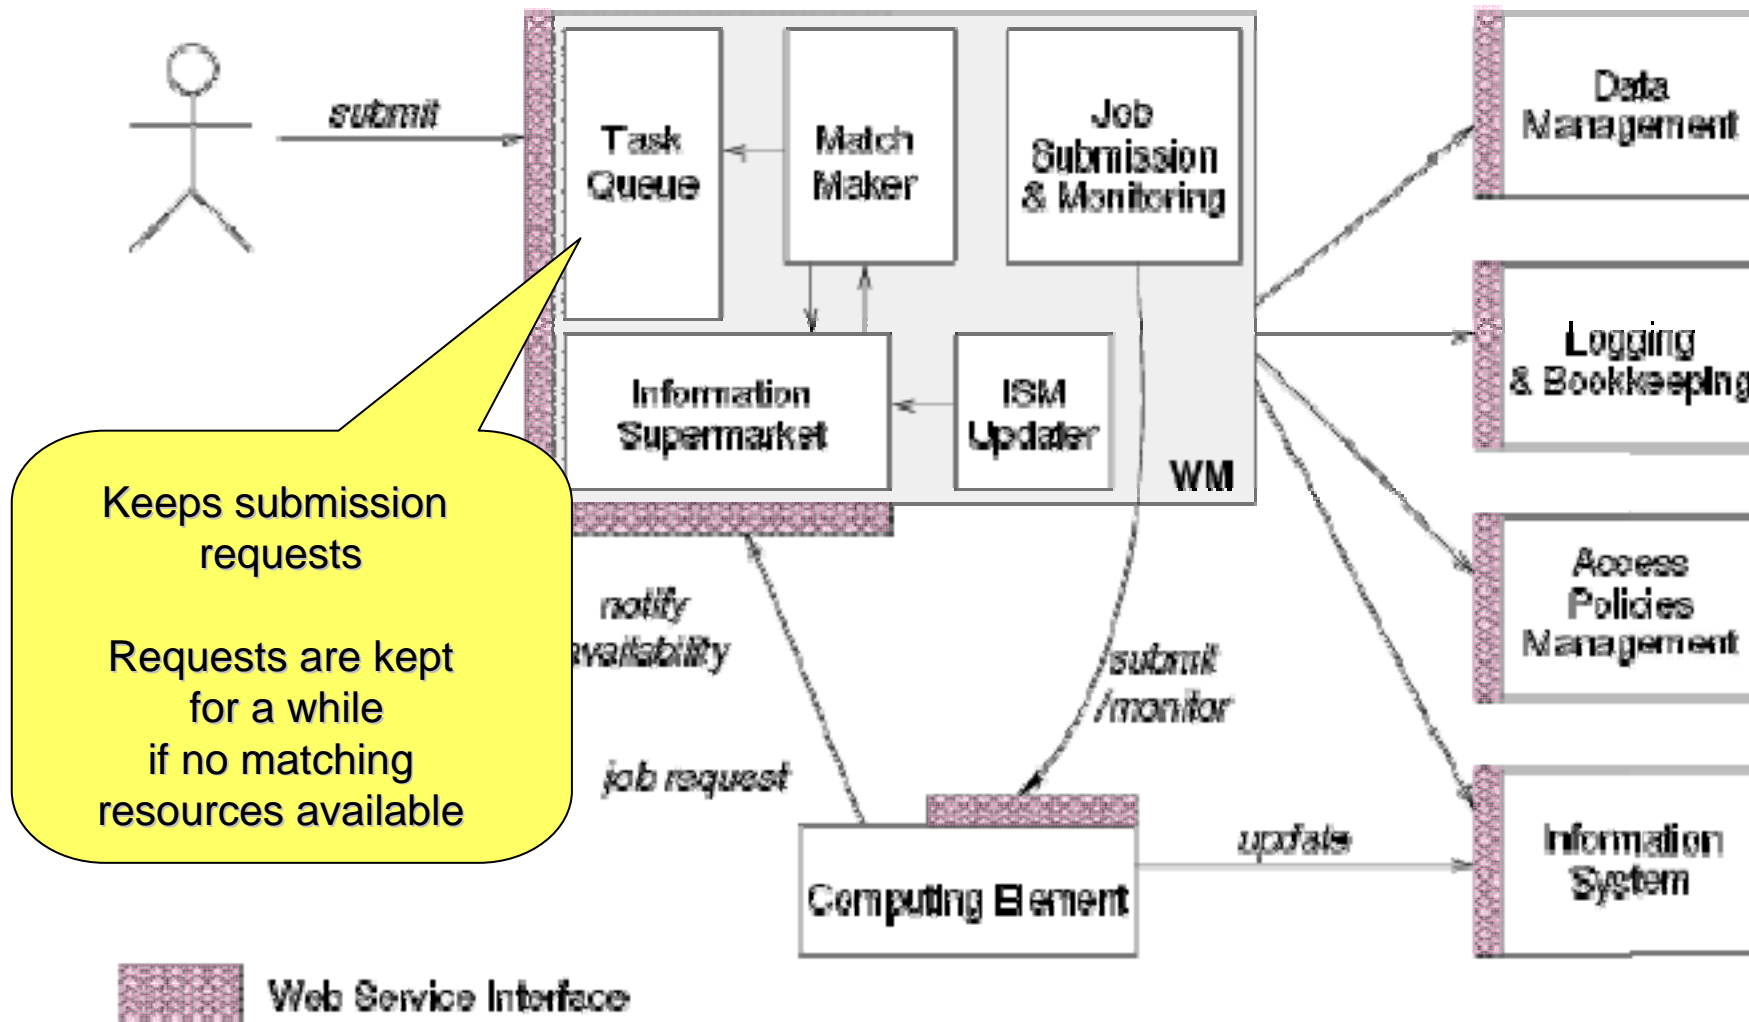 submit
Task
Queue
Match
Maker
Job
Submission
& Monitoring
Data
Management
Information
Supermarket
ISM
Updater
WM
Logging
& Bookkeeping
Keeps submission
requests
Requests are kept
for a while
if no matching
resources available
notify
availability
job request
submit
/monitor
Access
Policies
Management
Computing Element
update
Information
System
Web Service Interface